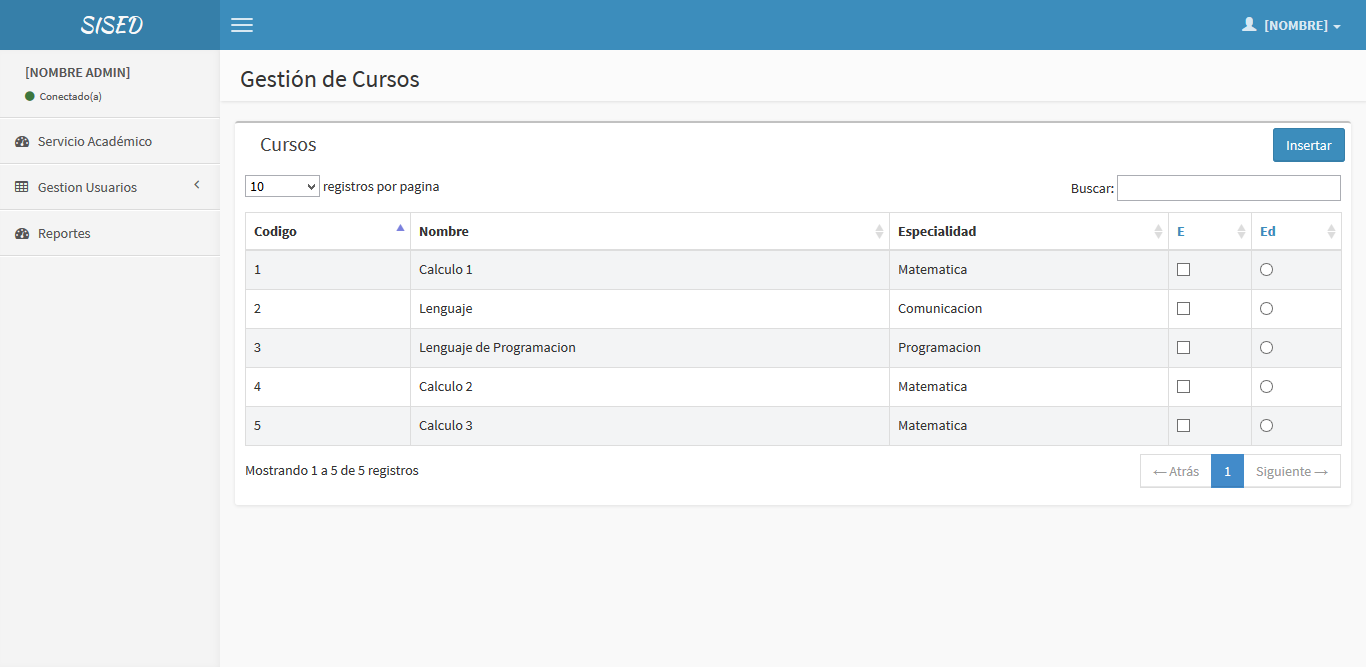 SISED
[NOMBRE]
[NOMBRE ADMIN]
Conectado(a)
Servicio Académico
Gestion Usuarios
Reportes
Gestión de Cursos
Cursos
Insertar
10 registros por pagina
Buscar:
Codigo Nombre Especialidad E Ed
1 Calculo 1 Matematica
2 Lenguaje Comunicacion
3 Lenguaje de Programacion Programacion
4 Calculo 2 Matematica
5 Calculo 3 Matematica
Mostrando 1 a 5 de 5 registros
← Atrás 1 Siguiente →